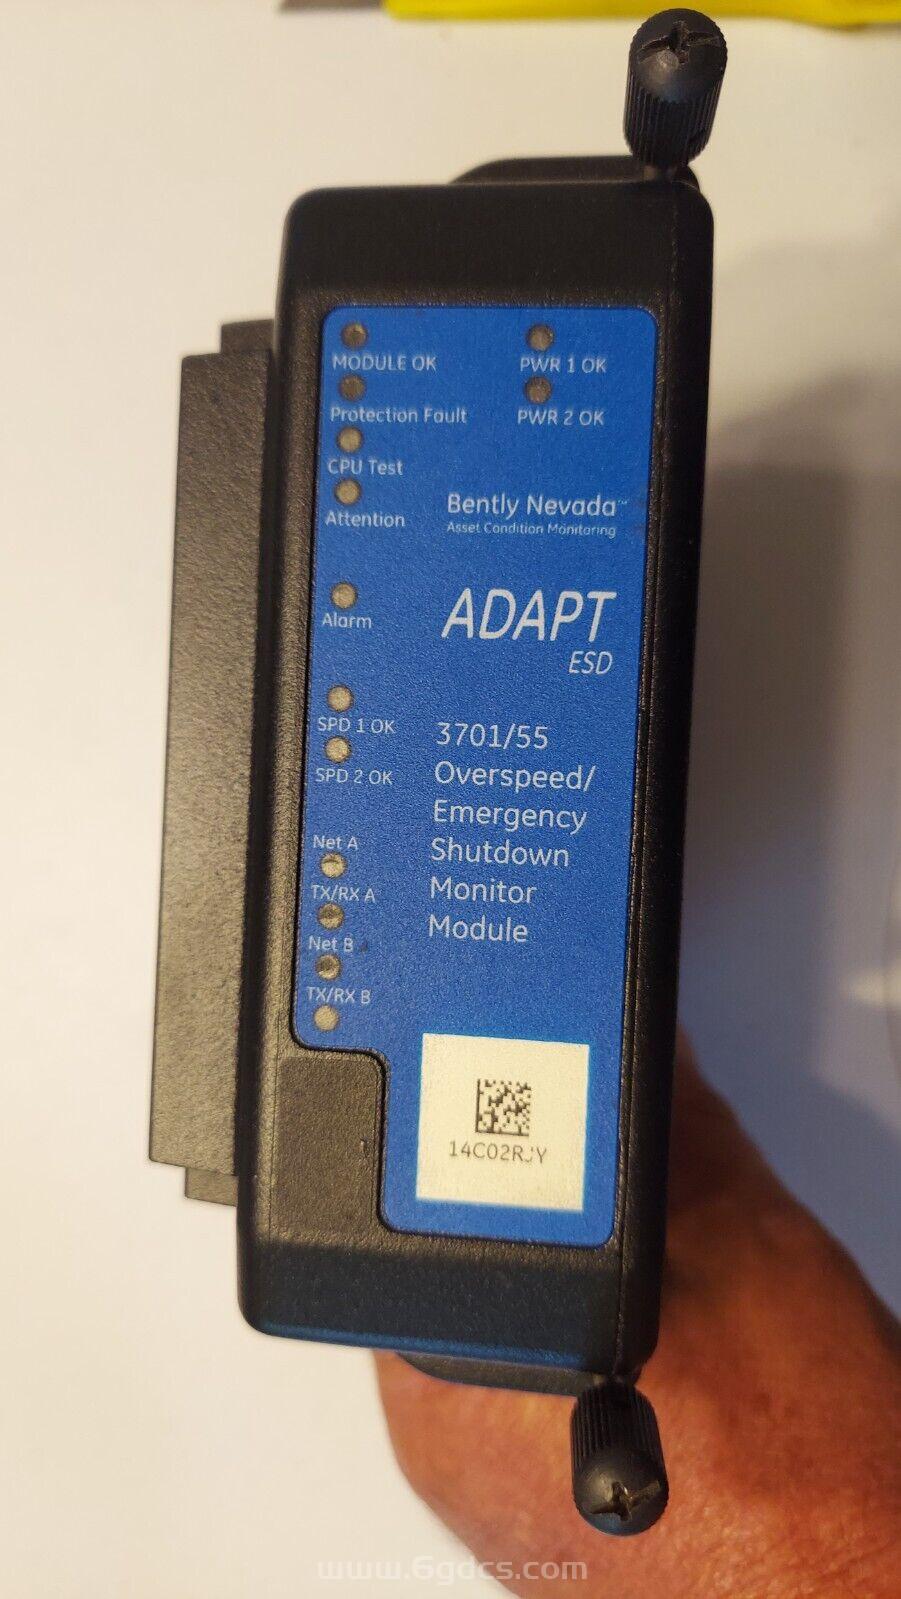 MODULE OK
PWR 1 OK
Protection Fault
PWR 2 OK
CPU Test
Attention
Bently Nevada™
Asset Condition Monitoring
Alarm
ADAPT
ESD
SPD 1 OK
SPD 2 OK
3701/55
Overspeed/
Emergency
Shutdown
Monitor
Module
Net A
TX/RX A
Net B
TX/RX B
14C02RJY
www.6gdcs.com